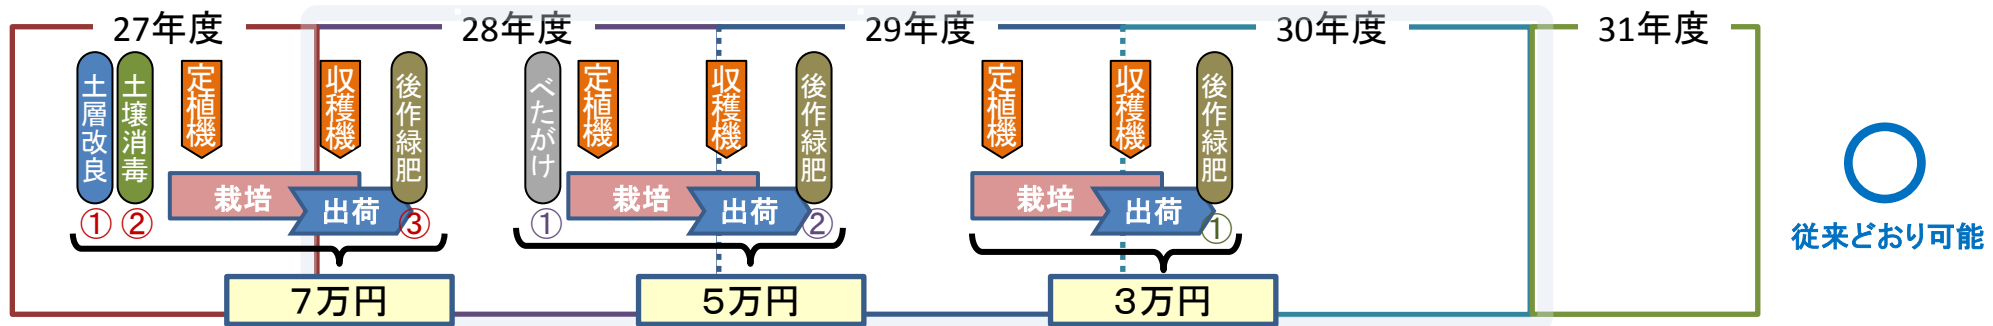 27年度
28年度
29年度
30年度
31年度
土層改良
土壌消毒
定植機
収穫機
後作緑肥
べたがけ
定植機
収穫機
後作緑肥
定植機
収穫機
後作緑肥
栽培
出荷
栽培
出荷
栽培
出荷
①
②
③
①
②
①
従来どおり可能
7万円
5万円
3万円